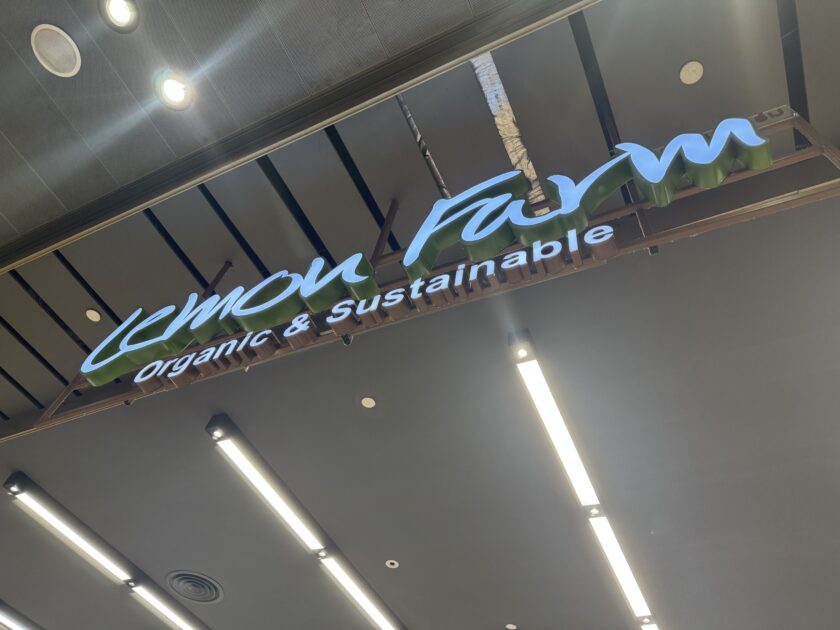 Lemon Farm
Organic & Sustainable